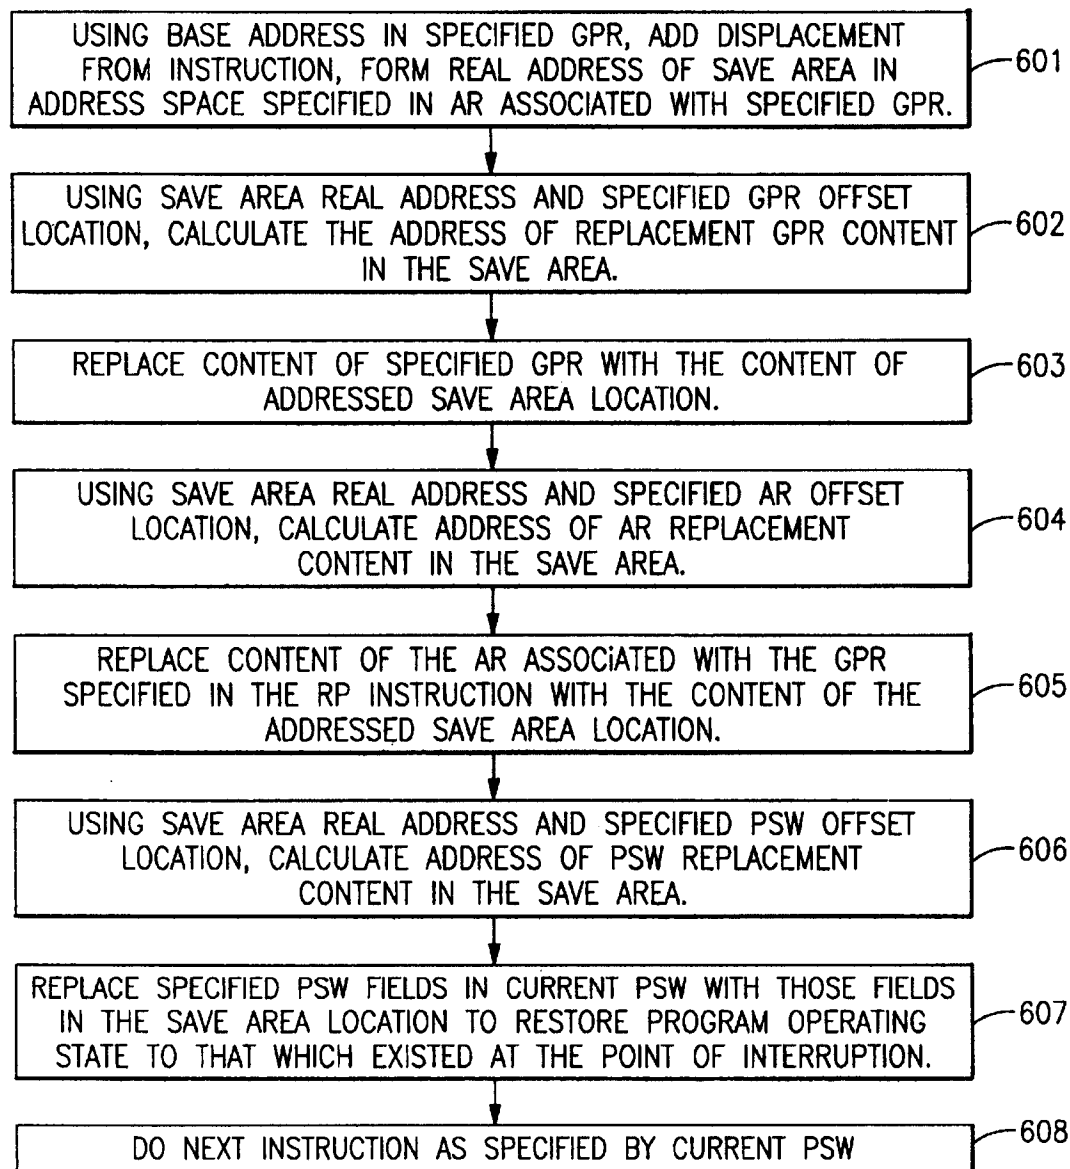 USING BASE ADDRESS IN SPECIFIED GPR, ADD DISPLACEMENT
FROM INSTRUCTION, FORM REAL ADDRESS OF SAVE AREA IN
ADDRESS SPACE SPECIFIED IN AR ASSOCIATED WITH SPECIFIED GPR.
601
USING SAVE AREA REAL ADDRESS AND SPECIFIED GPR OFFSET
LOCATION, CALCULATE THE ADDRESS OF REPLACEMENT GPR CONTENT
IN THE SAVE AREA.
602
REPLACE CONTENT OF SPECIFIED GPR WITH THE CONTENT OF
ADDRESSED SAVE AREA LOCATION.
603
USING SAVE AREA REAL ADDRESS AND SPECIFIED AR OFFSET
LOCATION, CALCULATE ADDRESS OF AR REPLACEMENT
CONTENT IN THE SAVE AREA.
604
REPLACE CONTENT OF THE AR ASSOCIATED WITH THE GPR
SPECIFIED IN THE RP INSTRUCTION WITH THE CONTENT OF THE
ADDRESSED SAVE AREA LOCATION.
605
USING SAVE AREA REAL ADDRESS AND SPECIFIED PSW OFFSET
LOCATION, CALCULATE ADDRESS OF PSW REPLACEMENT
CONTENT IN THE SAVE AREA.
606
REPLACE SPECIFIED PSW FIELDS IN CURRENT PSW WITH THOSE FIELDS
IN THE SAVE AREA LOCATION TO RESTORE PROGRAM OPERATING
STATE TO THAT WHICH EXISTED AT THE POINT OF INTERRUPTION.
607
DO NEXT INSTRUCTION AS SPECIFIED BY CURRENT PSW
608